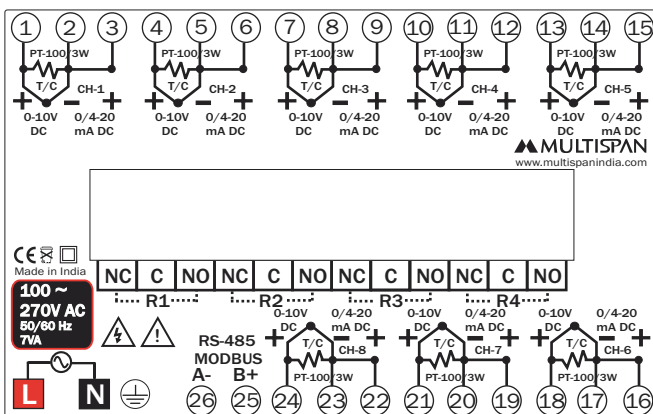 1 2 3 4 5 6 7 8 9 10 11 12 13 14 15
PT-100/3W PT-100/3W PT-100/3W PT-100/3W PT-100/3W
T/C CH-1 T/C CH-2 T/C CH-3 T/C CH-4 T/C CH-5
+ − + + − + + − + + − + + − +
0-10V 0/4-20 0-10V 0/4-20 0-10V 0/4-20 0-10V 0/4-20 0-10V 0/4-20
DC mA DC DC mA DC DC mA DC DC mA DC DC mA DC
MULTISPAN
www.multispanindia.com
CE
Made in India
NC C NO NC C NO NC C NO NC C NO
R1 R2 R3 R4
100 ~
270V AC
50/60 Hz
7VA
L N
RS-485
MODBUS
A- B+
0-10V 0/4-20 0-10V 0/4-20 0-10V 0/4-20
DC mA DC DC mA DC DC mA DC
+ − + + − + + − +
T/C CH-8 T/C CH-7 T/C CH-6
PT-100/3W PT-100/3W PT-100/3W
26 25 24 23 22 21 20 19 18 17 16